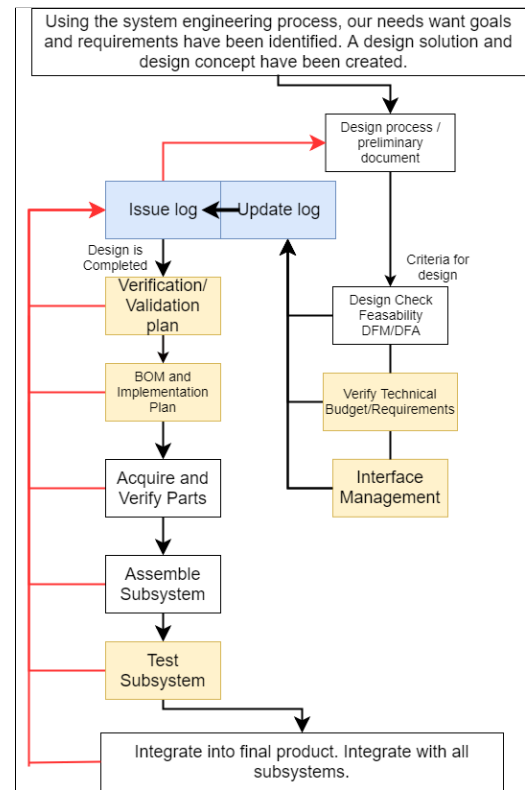 Using the system engineering process, our needs want goals
and requirements have been identified. A design solution and
design concept have been created.
Design process /
preliminary
document
Issue log
Update log
Design is
Completed
Criteria for
design
Verification/
Validation
plan
Design Check
Feasability
DFM/DFA
BOM and
Implementation
Plan
Verify Technical
Budget/Requirements
Acquire and
Verify Parts
Interface
Management
Assemble
Subsystem
Test
Subsystem
Integrate into final product. Integrate with all
subsystems.